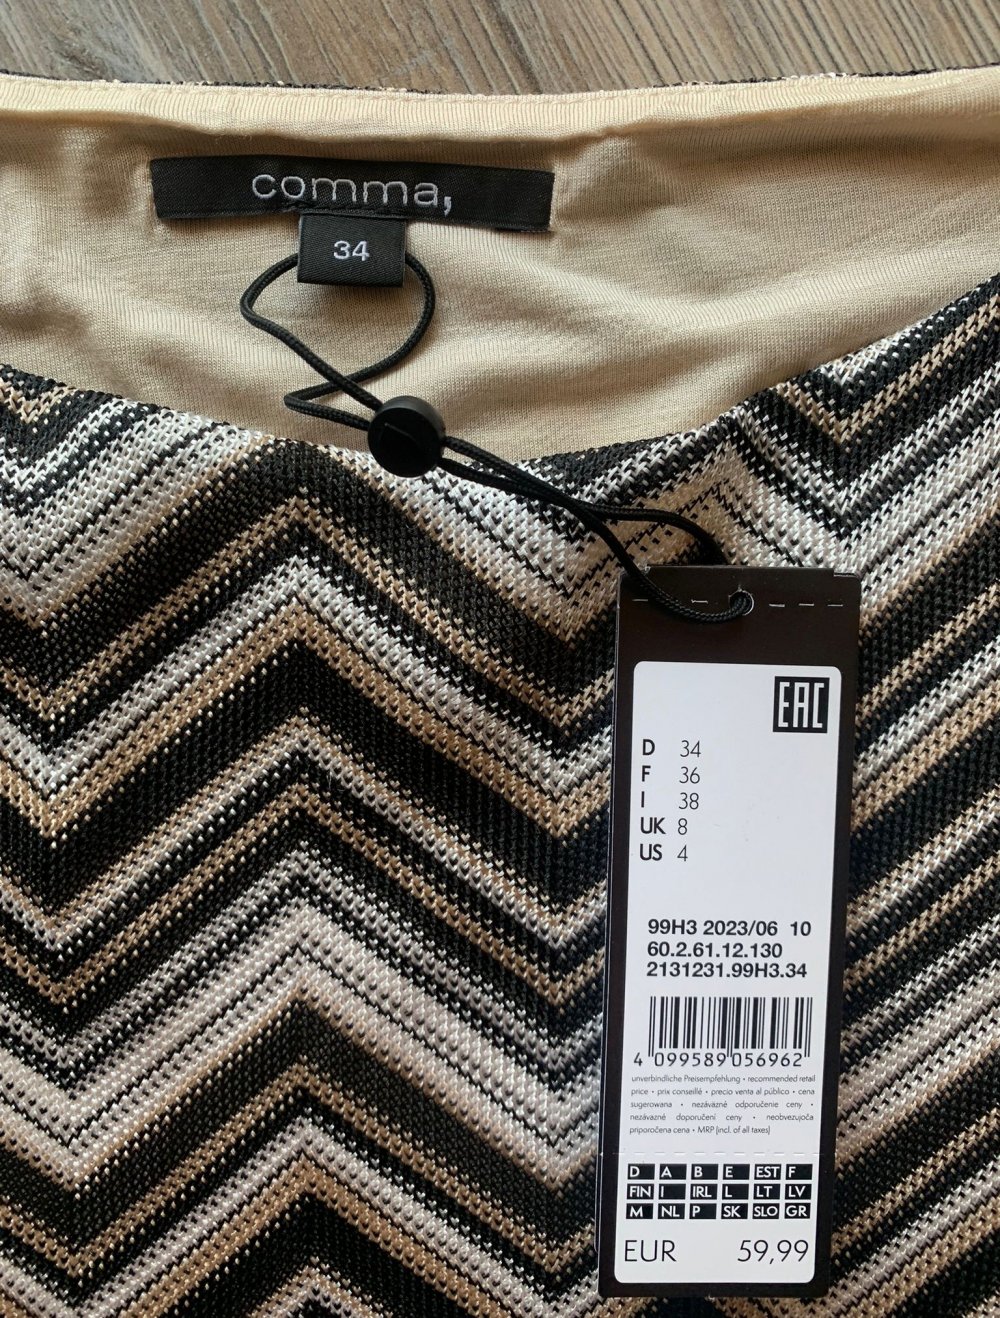 comma,
34
EAC
D 34
F 36
I 38
UK 8
US 4
99H3 2023/06 10
60.2.61.12.130
2131231.99H3.34
4 099589 056962
unverbindliche Preisempfehlung • recommended retail
price • prix conseillé • precio venta al público • cena
sugerowana • nezávazné odporučenie ceny •
nezávazné doporučení ceny • neobvezujoča
priporočena cena • MRP (incl. of all taxes)
D A B E EST F
FIN I IRL L LT LV
M NL P SK SLO GR
EUR 59,99